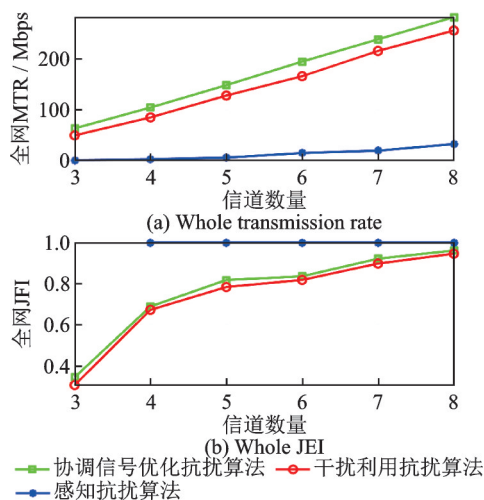 全网MTR / Mbps
200
100
0
3 4 5 6 7 8
信道数量
(a) Whole transmission rate
全网JFI
1.0
0.8
0.6
0.4
3 4 5 6 7 8
信道数量
(b) Whole JEI
协调信号优化抗扰算法 干扰利用抗扰算法
感知抗扰算法